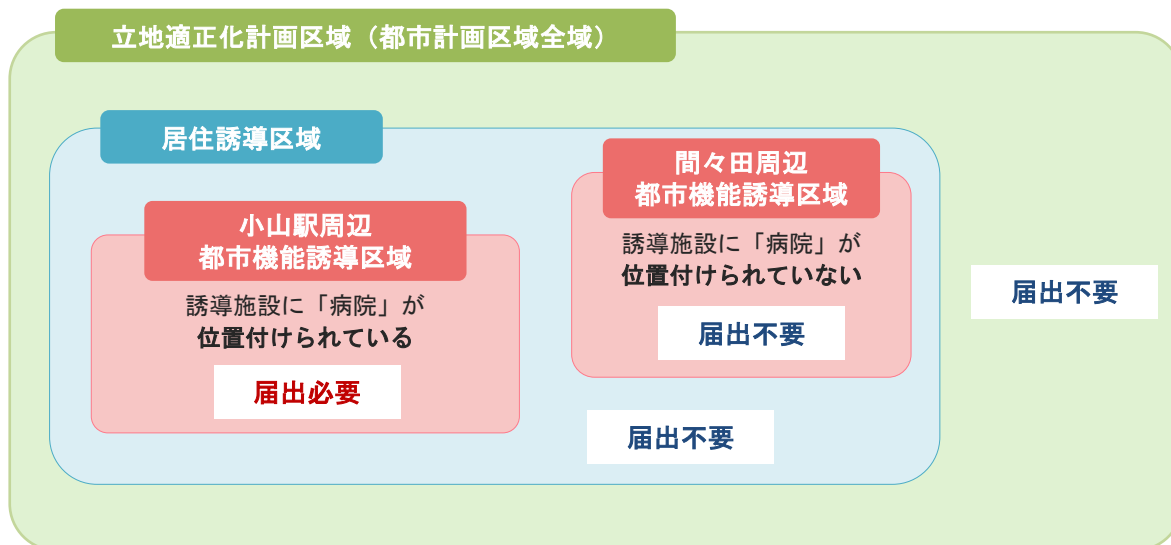 立地適正化計画区域（都市計画区域全域）
居住誘導区域
小山駅周辺
都市機能誘導区域
誘導施設に「病院」が
位置付けられている
届出必要
間々田周辺
都市機能誘導区域
誘導施設に「病院」が
位置付けられていない
届出不要
届出不要
届出不要